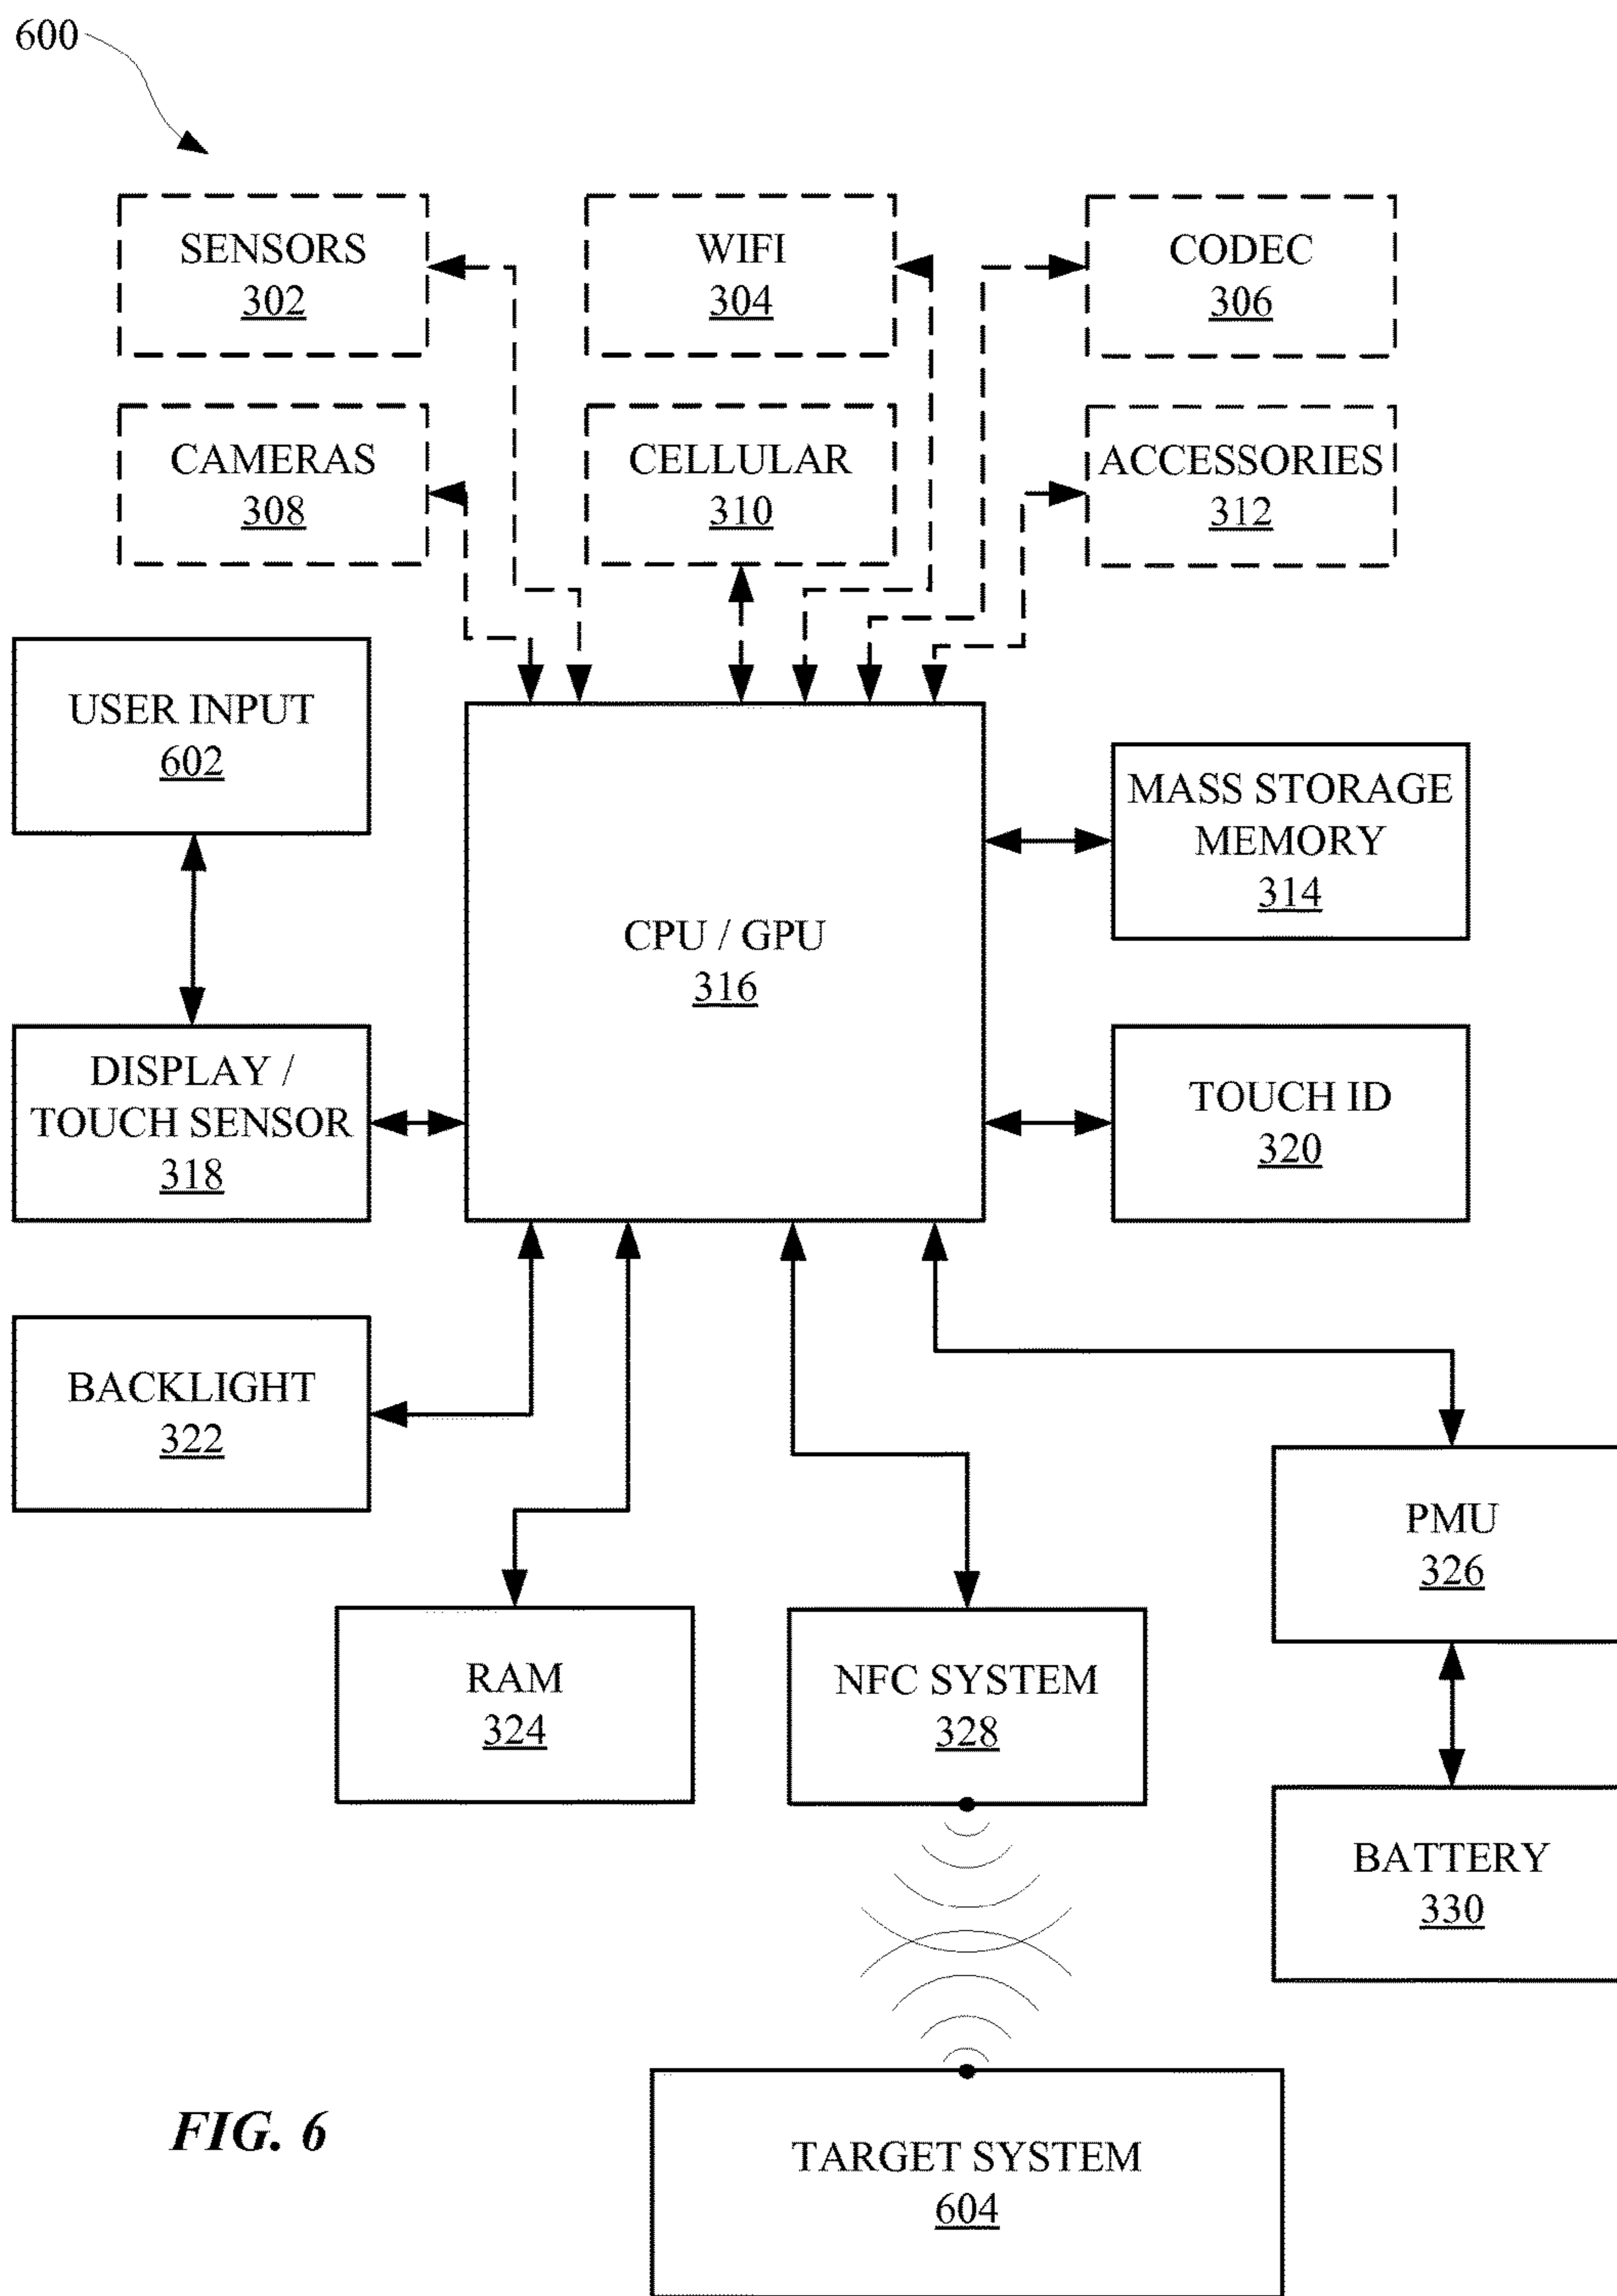 600
SENSORS
302
WIFI
304
CODEC
306
CAMERAS
308
CELLULAR
310
ACCESSORIES
312
USER INPUT
602
CPU / GPU
316
MASS STORAGE
MEMORY
314
DISPLAY /
TOUCH SENSOR
318
TOUCH ID
320
BACKLIGHT
322
PMU
326
RAM
324
NFC SYSTEM
328
BATTERY
330
FIG. 6
TARGET SYSTEM
604